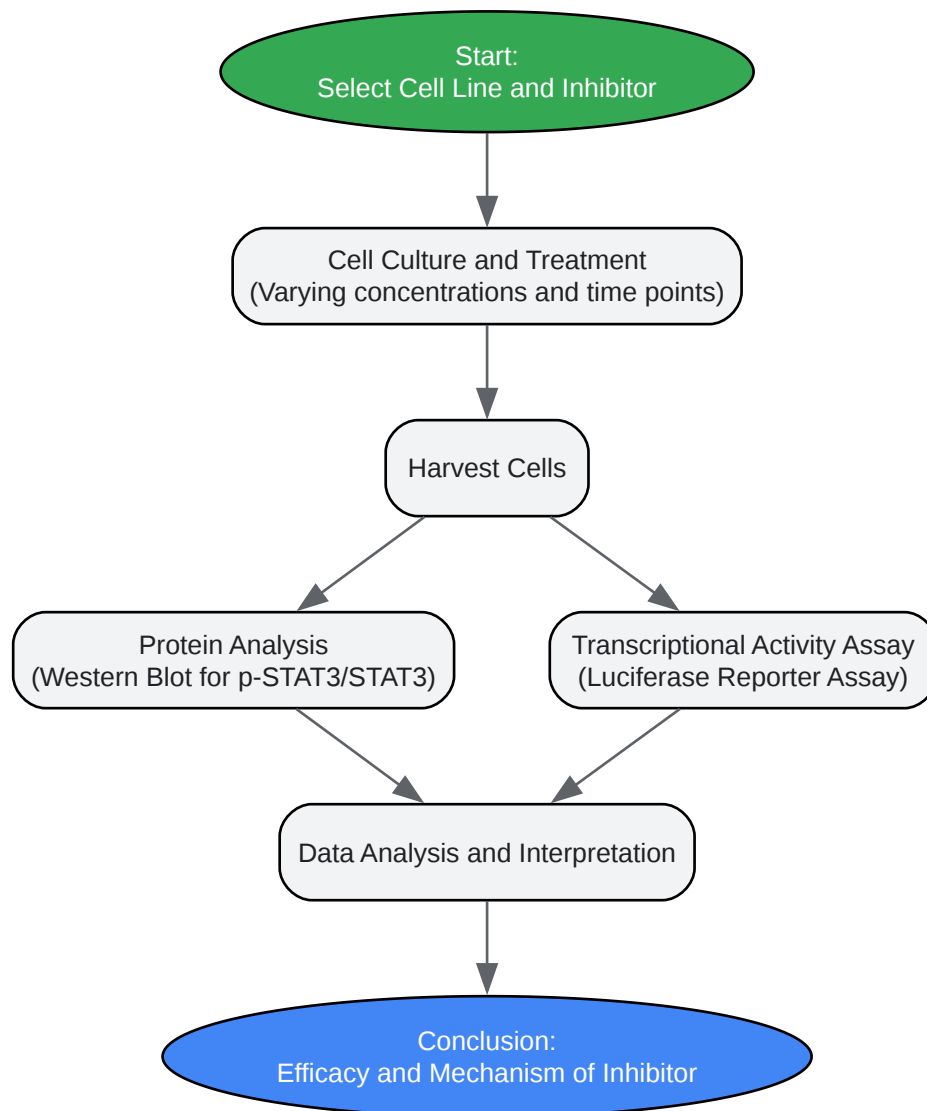 Start:
Select Cell Line and Inhibitor
Cell Culture and Treatment
(Varying concentrations and time points)
Harvest Cells
Protein Analysis
(Western Blot for p-STAT3/STAT3)
Transcriptional Activity Assay
(Luciferase Reporter Assay)
Data Analysis and Interpretation
Conclusion:
Efficacy and Mechanism of Inhibitor